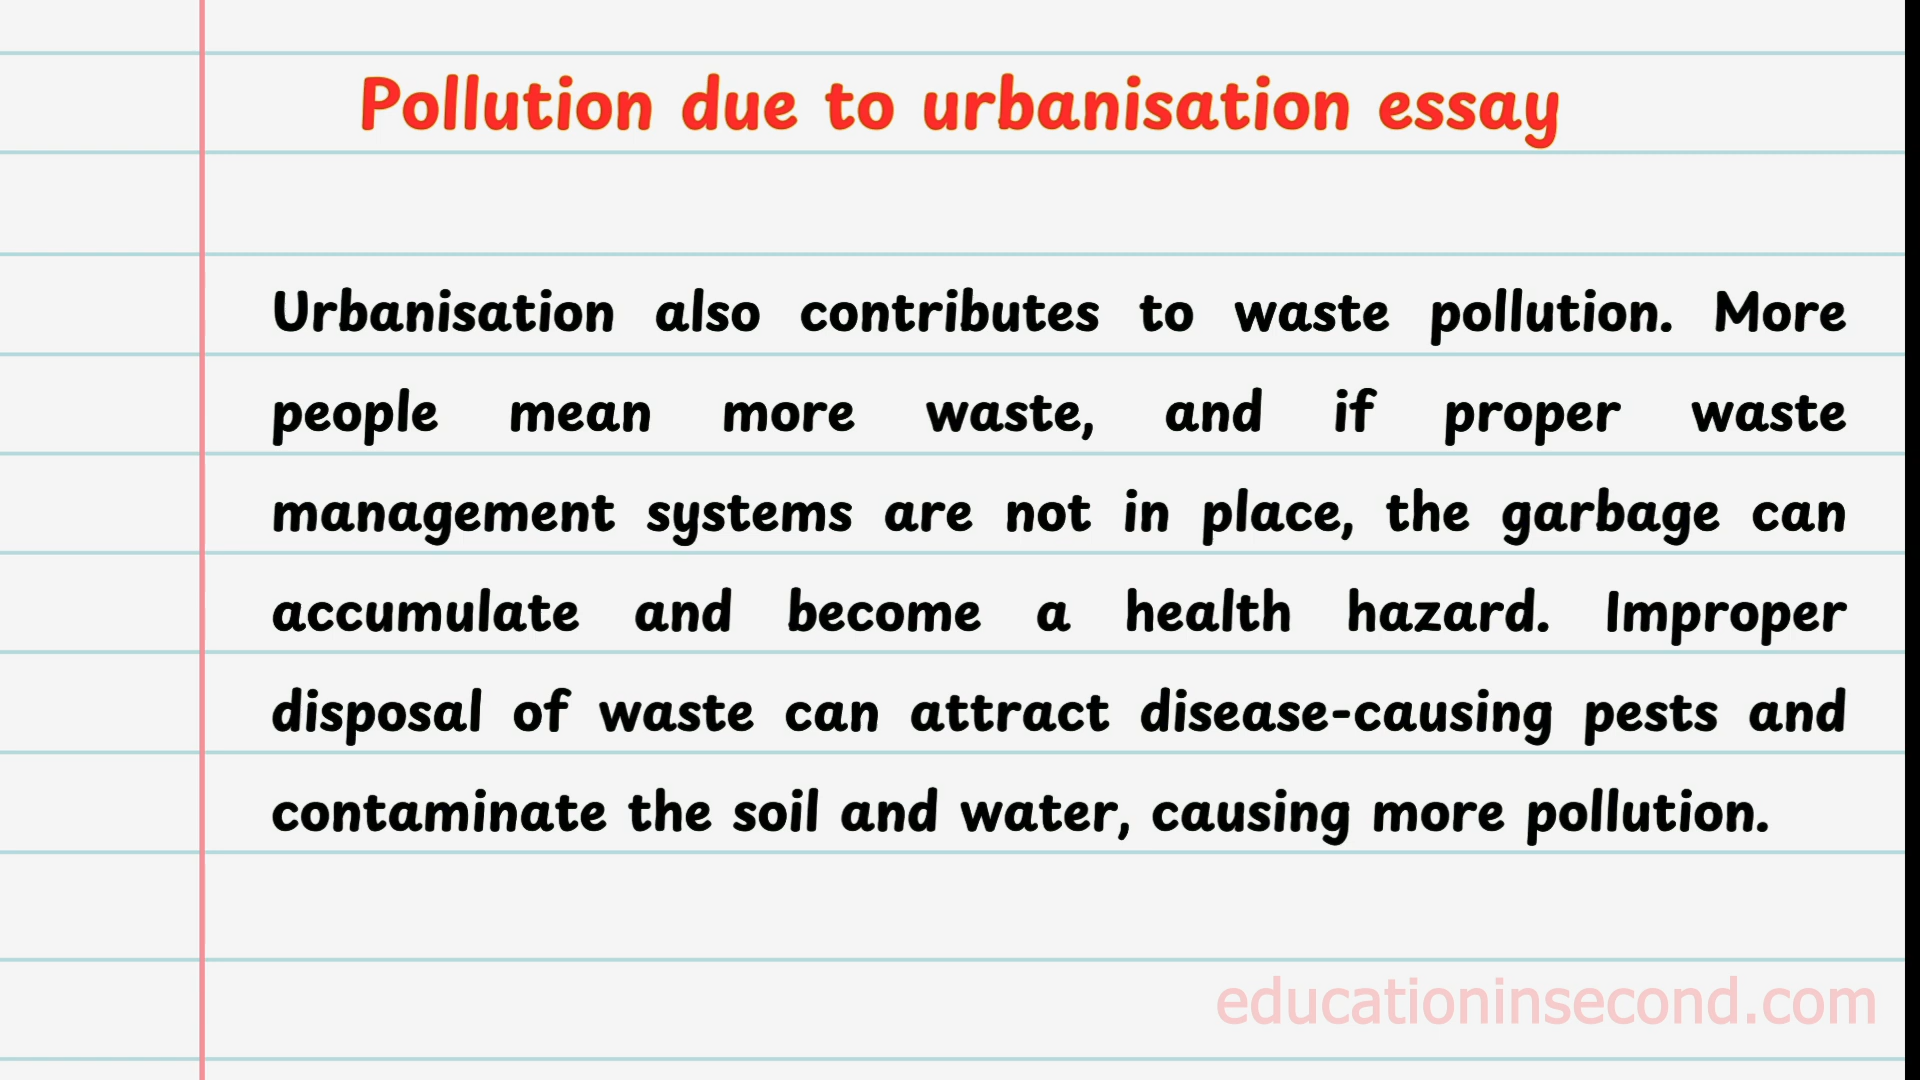 Pollution due to urbanisation essay
Urbanisation also contributes to waste pollution. More
people mean more waste, and if proper waste
management systems are not in place, the garbage can
accumulate and become a health hazard. Improper
disposal of waste can attract disease-causing pests and
contaminate the soil and water, causing more pollution.
educationinsecond.com